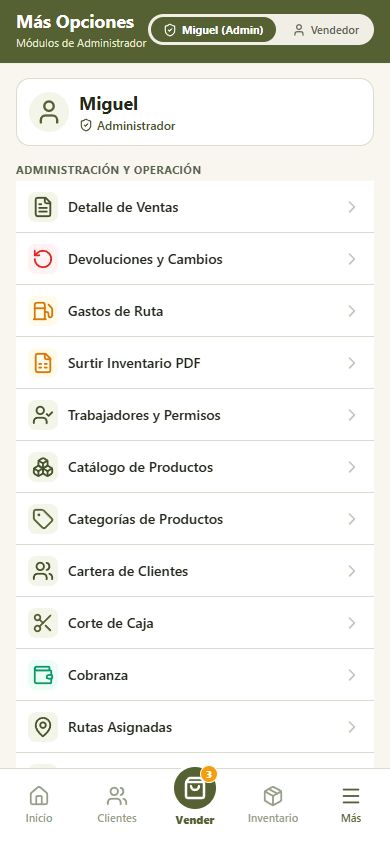 Más Opciones
Módulos de Administrador
Miguel (Admin)
Vendedor
Miguel
Administrador
ADMINISTRACIÓN Y OPERACIÓN
Detalle de Ventas
Devoluciones y Cambios
Gastos de Ruta
Surtir Inventario PDF
Trabajadores y Permisos
Catálogo de Productos
Categorías de Productos
Cartera de Clientes
Corte de Caja
Cobranza
Rutas Asignadas
3
Inicio
Clientes
Vender
Inventario
Más